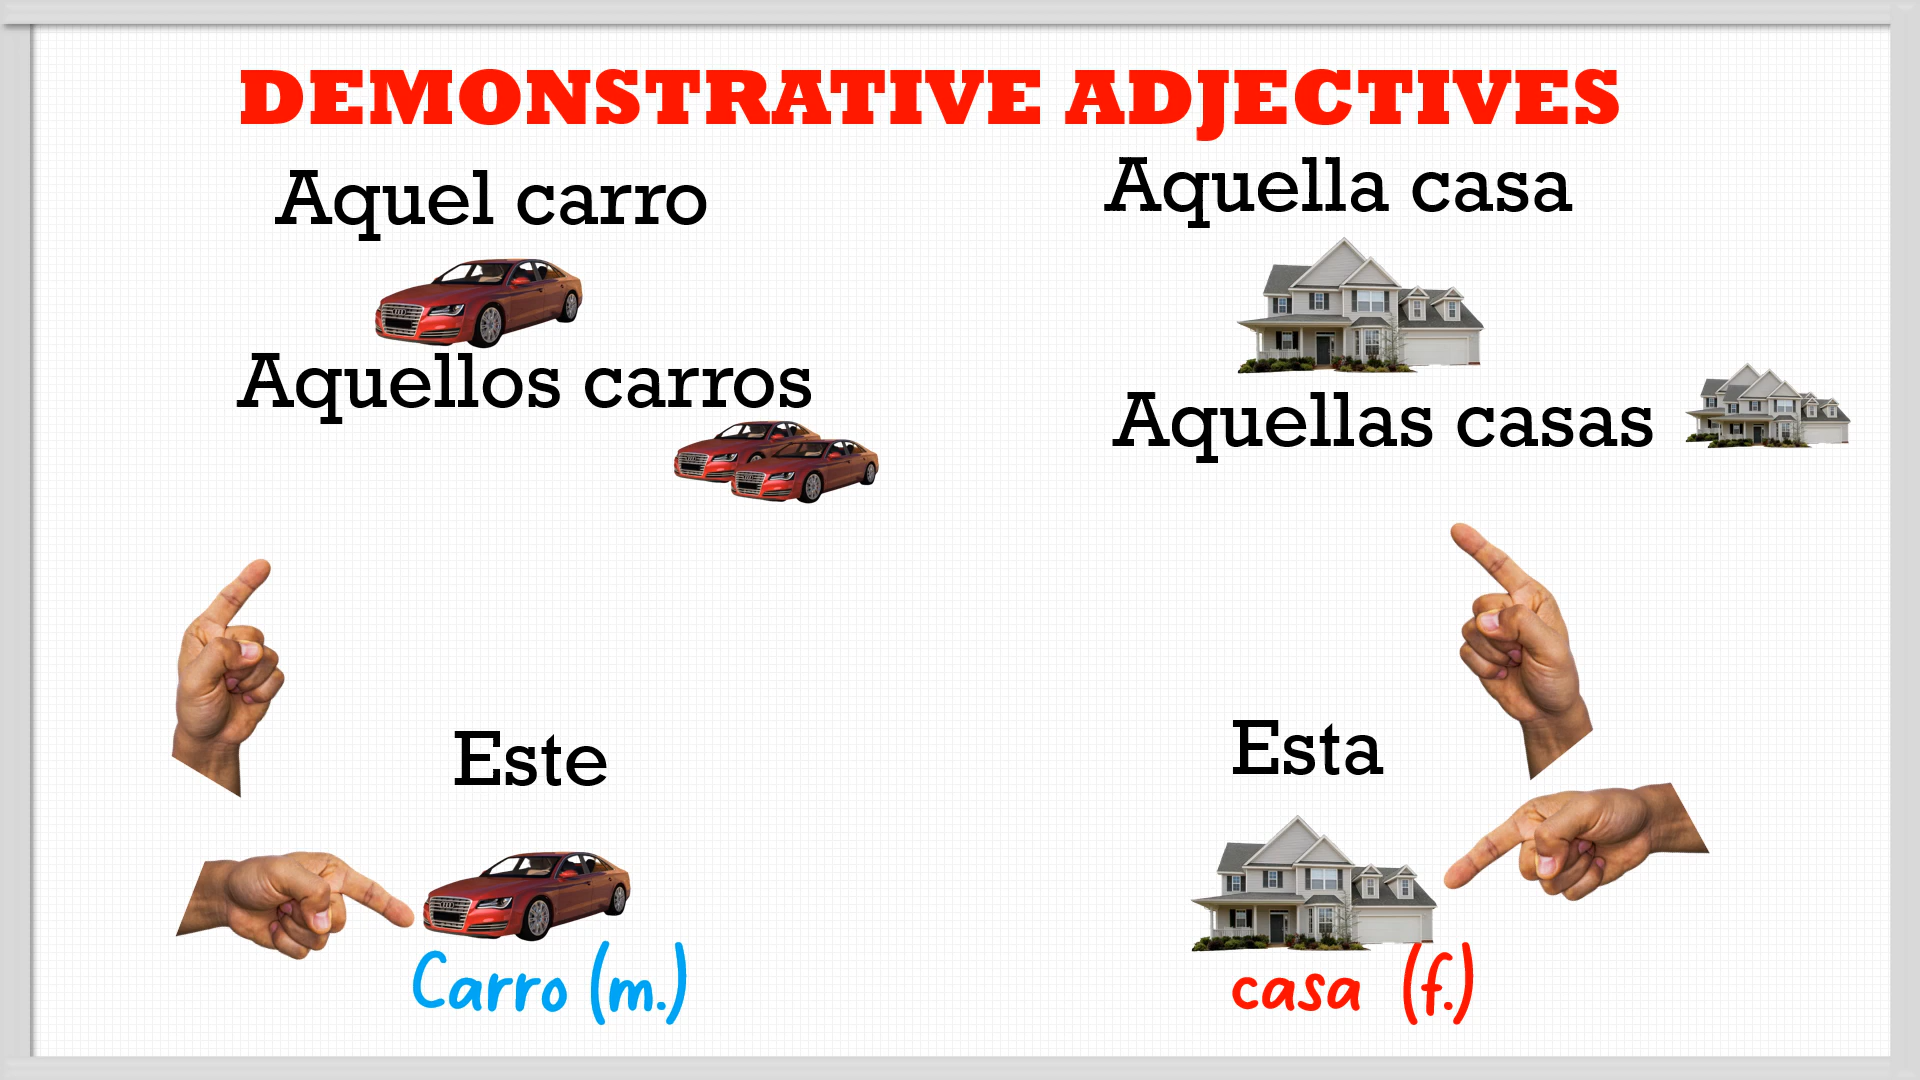 DEMONSTRATIVE ADJECTIVES
Aquel carro
Aquellos carros
Este
Carro (m.)
Aquella casa
Aquellas casas
Esta
casa (f.)